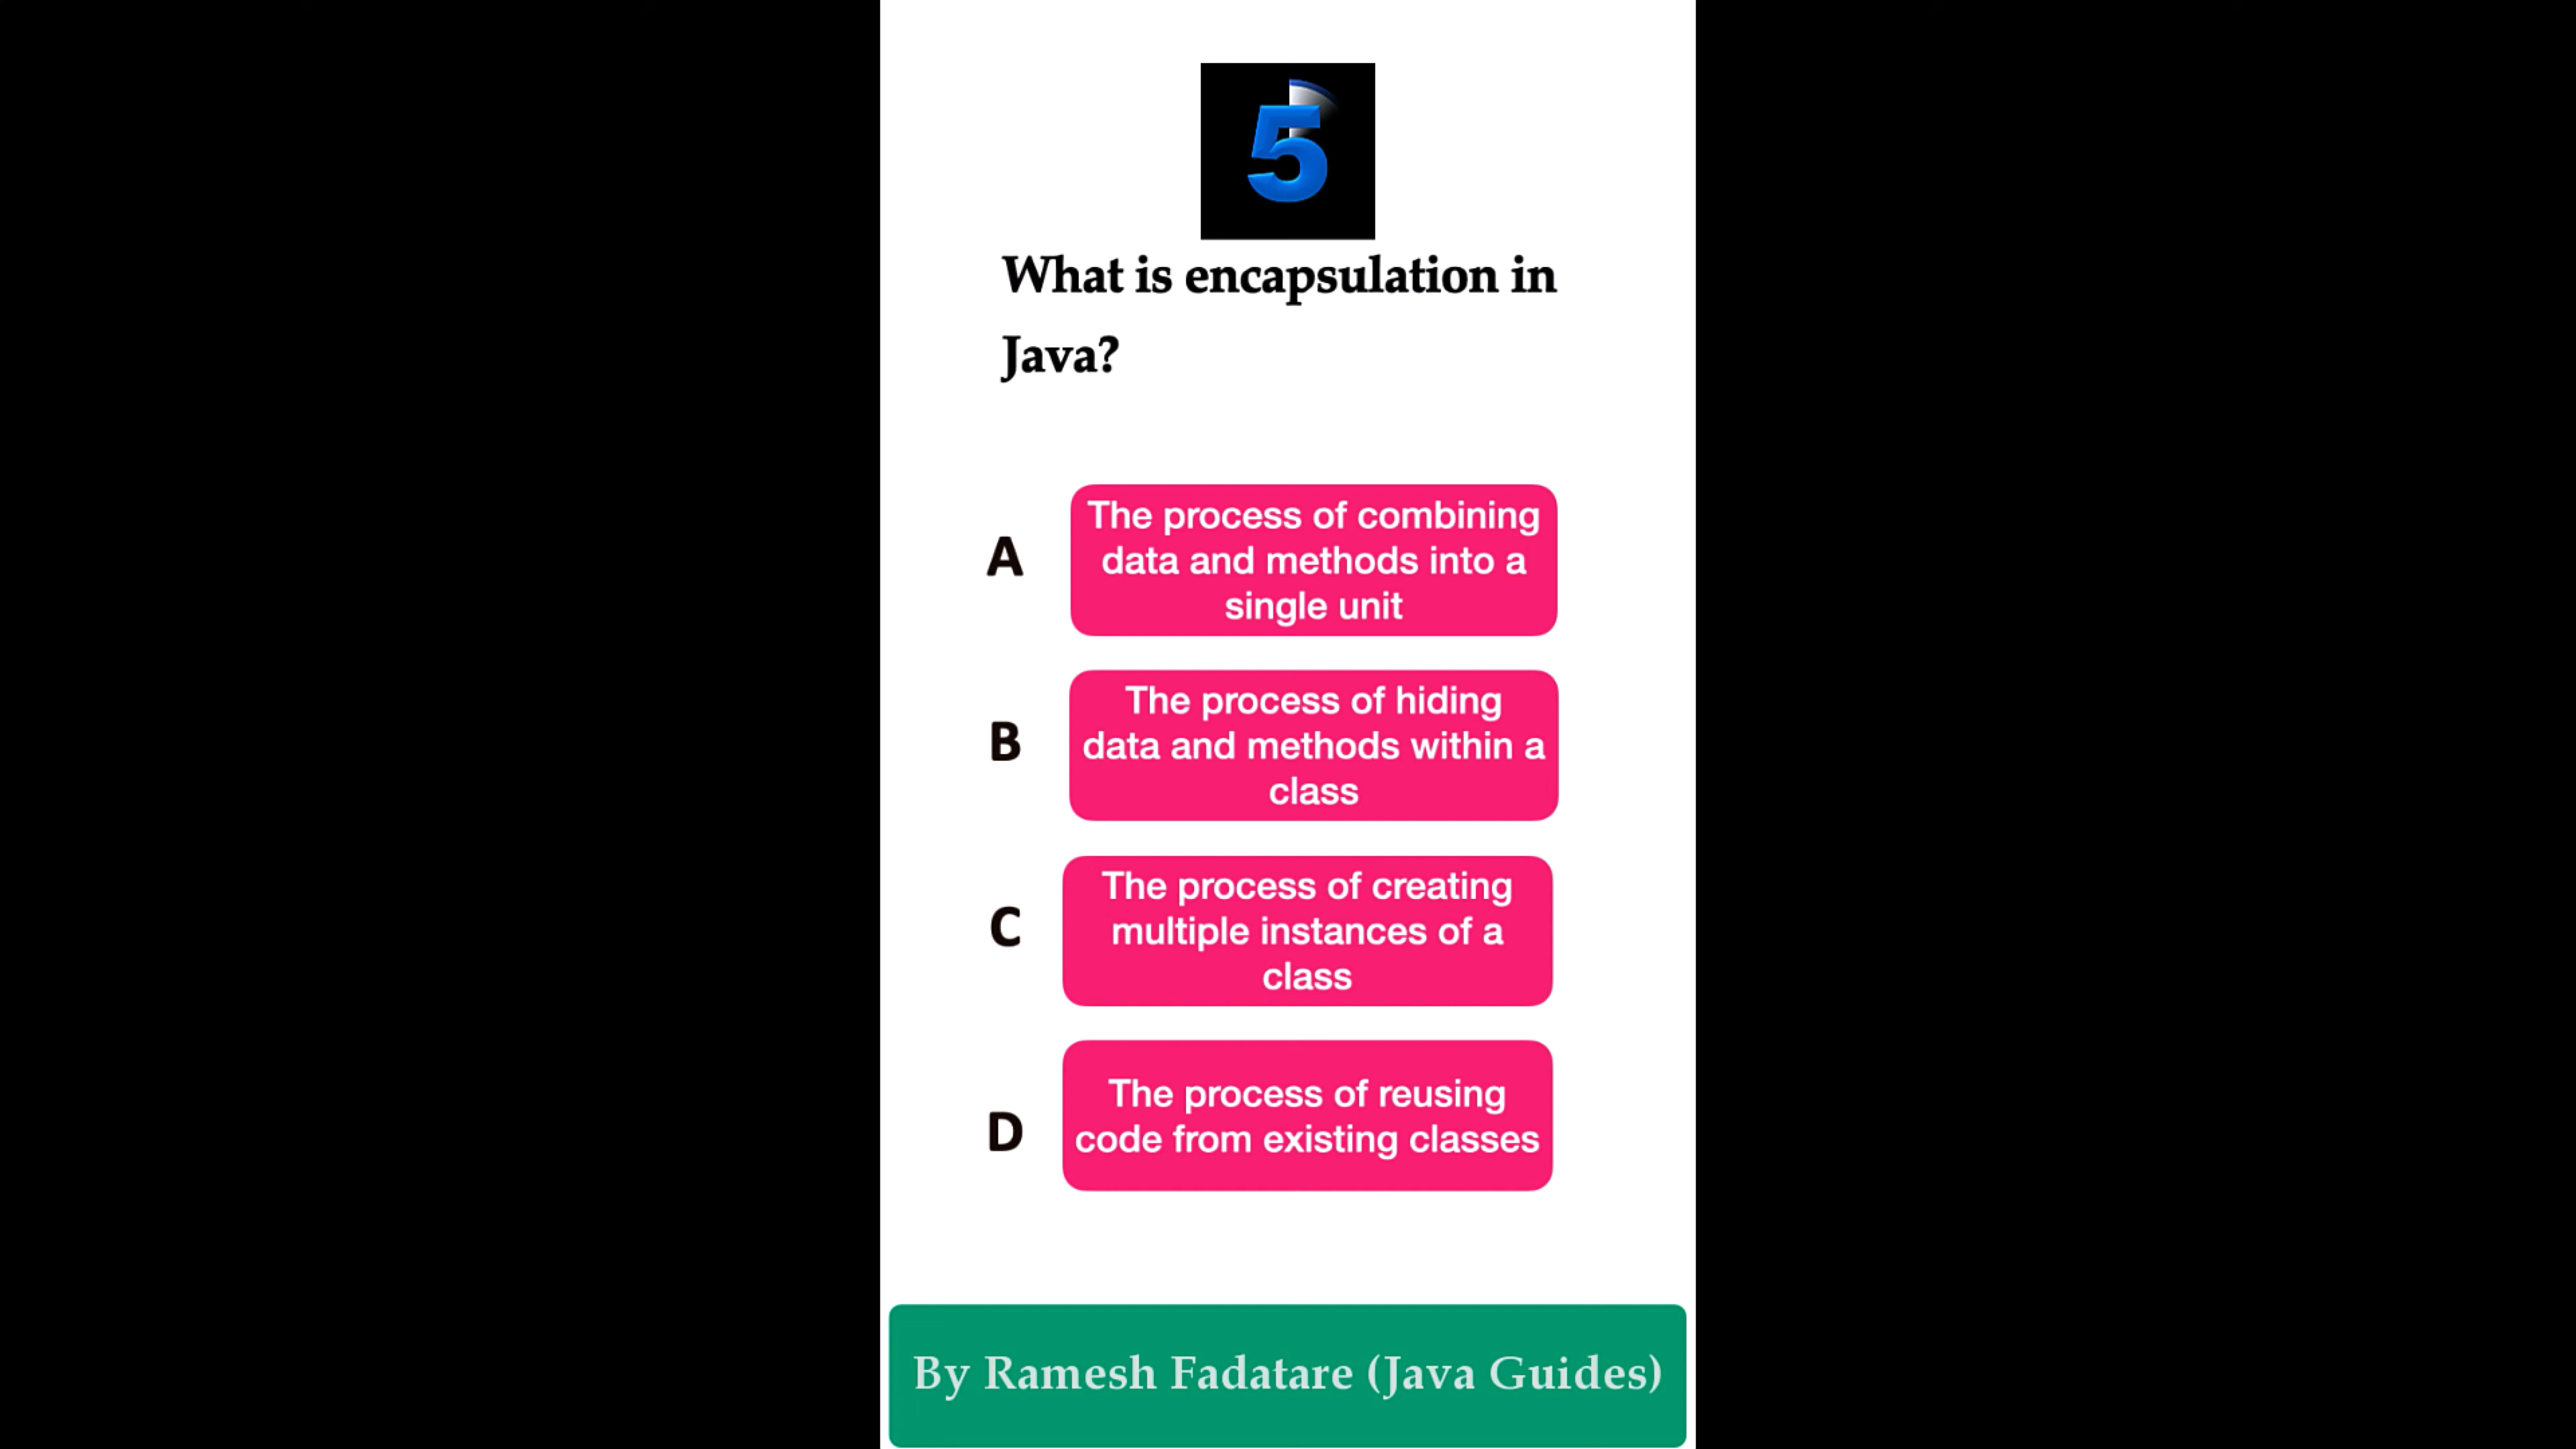 5
What is encapsulation in
Java?
A
The process of combining
data and methods into a
single unit
B
The process of hiding
data and methods within a
class
C
The process of creating
multiple instances of a
class
D
The process of reusing
code from existing classes
By Ramesh Fadatare (Java Guides)